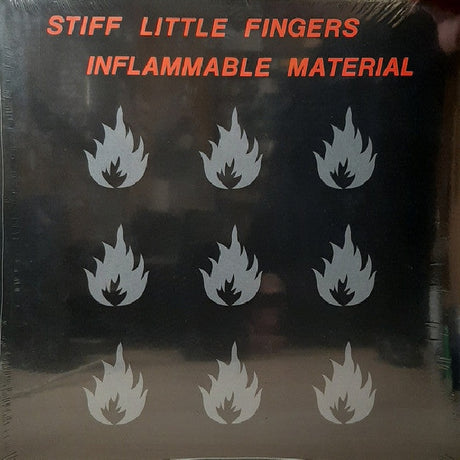 STIFF LITTLE FINGERS
INFLAMMABLE MATERIAL